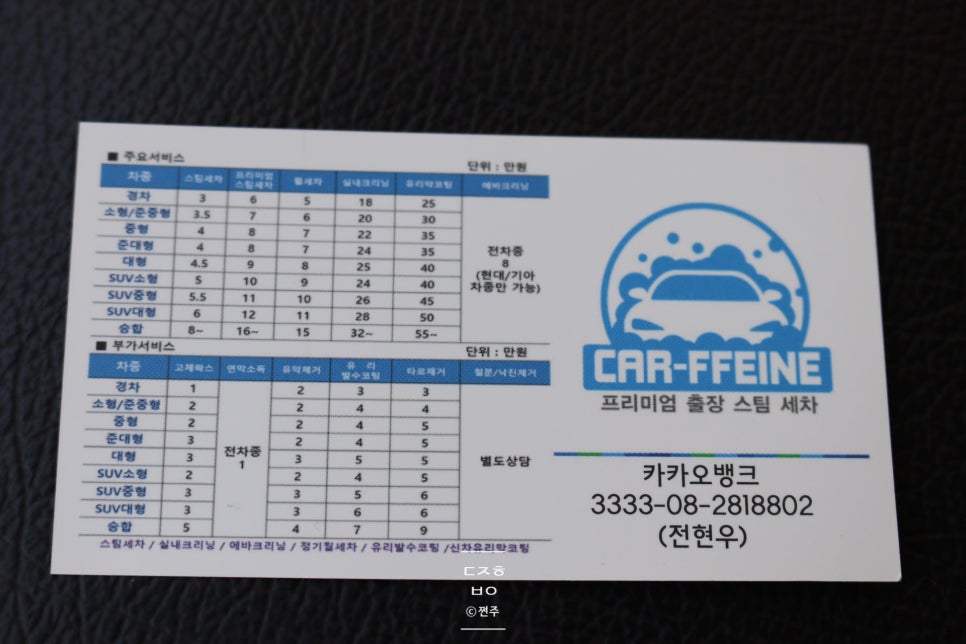 ■ 주요서비스
단위 : 만원
차종 스팀세차 프리미엄 스팀세차 월세차 실내크리닝 유리막코팅 에바크리닝
경차 3 6 5 18 25
소형/준중형 3.5 7 6 20 30
중형 4 8 7 22 35
준대형 4 8 7 24 35
대형 4.5 9 8 25 40
SUV소형 5 10 9 24 40
SUV중형 5.5 11 10 26 45
SUV대형 6 12 11 28 50
승합 8~ 16~ 15 32~ 55~
전차종
8
(현대/기아
차종만 가능)
■ 부가서비스
단위 : 만원
차종 고체왁스 연막소독 유막제거 유 리 발수코팅 타르제거 철분/낙진제거
경차 1 2 3 3
소형/준중형 2 2 4 4
중형 2 2 4 5
준대형 3 2 4 5
대형 3 3 5 5
SUV소형 2 2 4 5
SUV중형 3 3 5 6
SUV대형 3 3 6 6
승합 5 4 7 9
전차종
1
별도상담
스팀세차 / 실내크리닝 / 에바크리닝 / 정기월세차 / 유리발수코팅 /신차유리막코팅
CAR-FFEINE
프리미엄 출장 스팀 세차
카카오뱅크
3333-08-2818802
(전현우)
ㄷㅈㅎ
ㅂㅇ
©쩐주